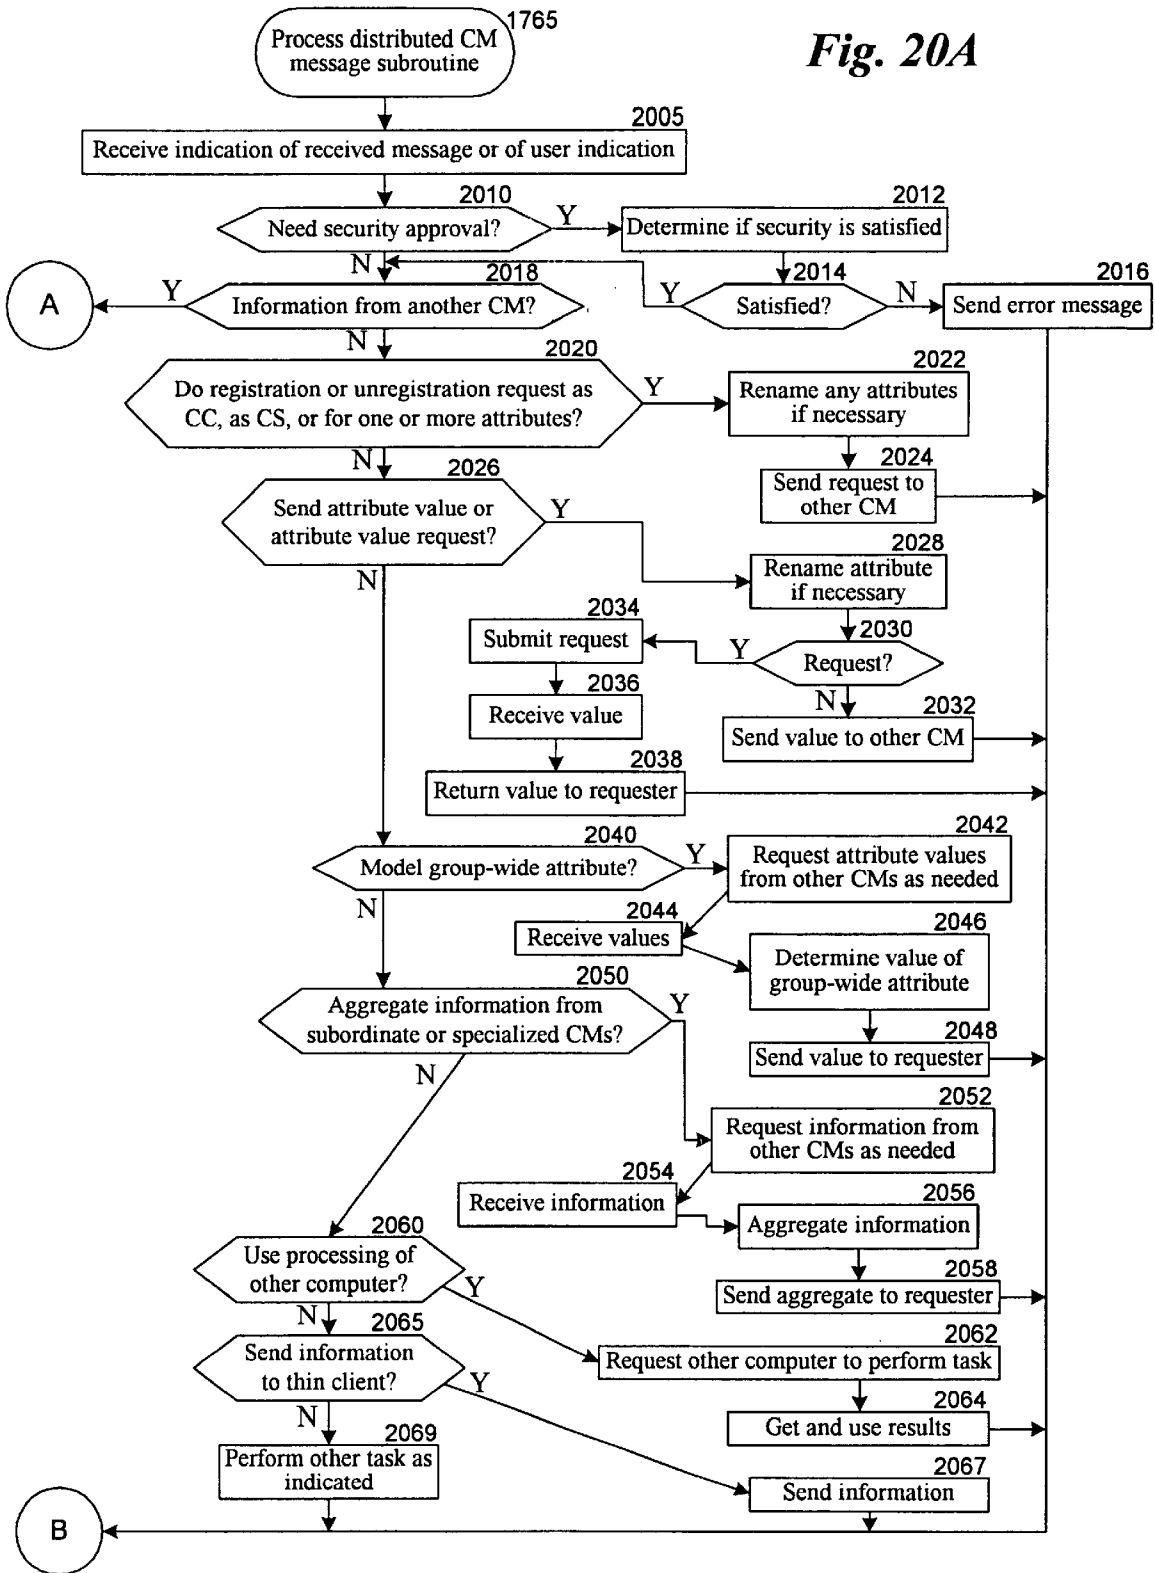 1765
Process distributed CM
message subroutine
Fig. 20A
2005
Receive indication of received message or of user indication
2010
Need security approval?
Y
2012
Determine if security is satisfied
N
A
Y
2018
Information from another CM?
Y
2014
Satisfied?
N
2016
Send error message
N
2020
Do registration or unregistration request as
CC, as CS, or for one or more attributes?
Y
2022
Rename any attributes
if necessary
2024
Send request to
other CM
N
2026
Send attribute value or
attribute value request?
Y
N
2028
Rename attribute
if necessary
2030
Request?
Y
N
2034
Submit request
2036
Receive value
2032
Send value to other CM
2038
Return value to requester
2040
Model group-wide attribute?
Y
N
2042
Request attribute values
from other CMs as needed
2044
Receive values
2046
Determine value of
group-wide attribute
2048
Send value to requester
2050
Aggregate information from
subordinate or specialized CMs?
Y
N
2052
Request information from
other CMs as needed
2054
Receive information
2056
Aggregate information
2058
Send aggregate to requester
2060
Use processing of
other computer?
Y
N
2062
Request other computer to perform task
2064
Get and use results
2065
Send information
to thin client?
Y
N
2067
Send information
2069
Perform other task as
indicated
B